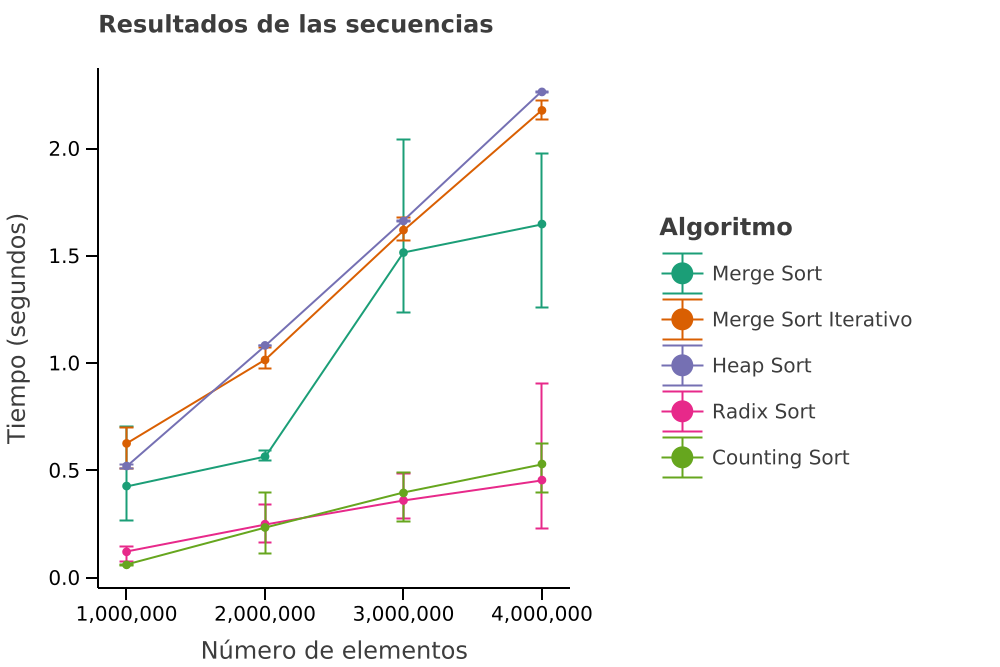 Resultados de las secuencias
Tiempo (segundos)
2.0
1.5
1.0
0.5
0.0
1,000,000 2,000,000 3,000,000 4,000,000
Número de elementos
Algoritmo
Merge Sort
Merge Sort Iterativo
Heap Sort
Radix Sort
Counting Sort